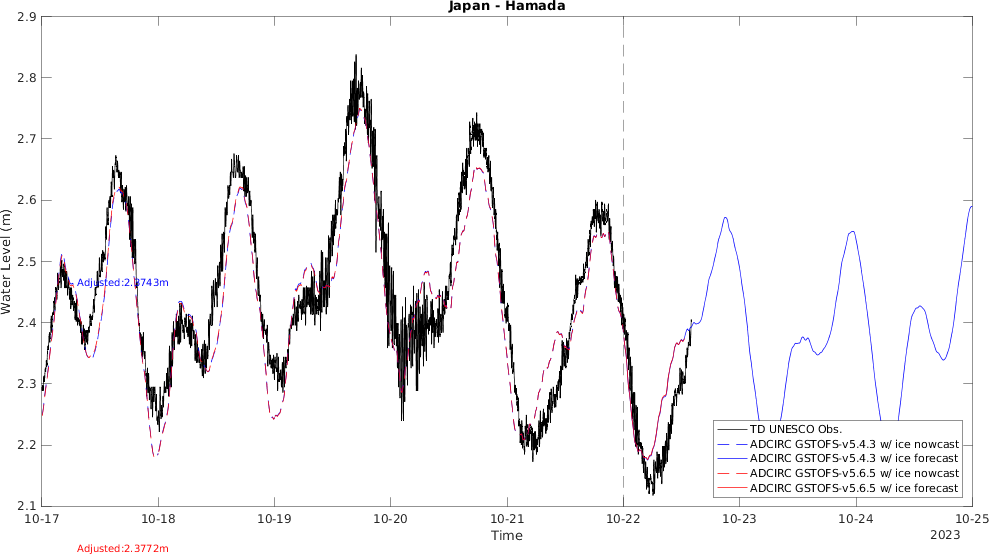 Japan - Hamada
2.9
2.8
2.7
2.6
2.5
2.4
2.3
2.2
2.1
Water Level (m)
Adjusted:2.3743m
TD UNESCO Obs.
ADCIRC GSTOFS-v5.4.3 w/ ice nowcast
ADCIRC GSTOFS-v5.4.3 w/ ice forecast
ADCIRC GSTOFS-v5.6.5 w/ ice nowcast
ADCIRC GSTOFS-v5.6.5 w/ ice forecast
10-17 10-18 10-19 10-20 10-21 10-22 10-23 10-24 10-25
Time
2023
Adjusted:2.3772m